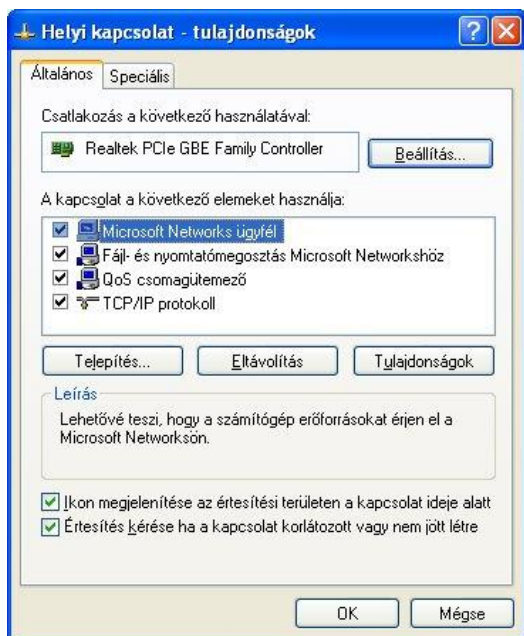 Helyi kapcsolat - tulajdonságok
Általános Speciális
Csatlakozás a következő használatával:
Realtek PCIe GBE Family Controller
Beállítás...
A kapcsolat a következő elemeket használja:
Microsoft Networks ügyfél
Fájl- és nyomtatómegosztás Microsoft Networkshöz
QoS csomagütemező
TCP/IP protokoll
Telepítés... Eltávolítás Tulajdonságok
Leírás
Lehetővé teszi, hogy a számítógép erőforrásokat érjen el a
Microsoft Networksön.
Ikon megjelenítése az értesítési területen a kapcsolat ideje alatt
Értesítés kérése ha a kapcsolat korlátozott vagy nem jött létre
OK Mégse